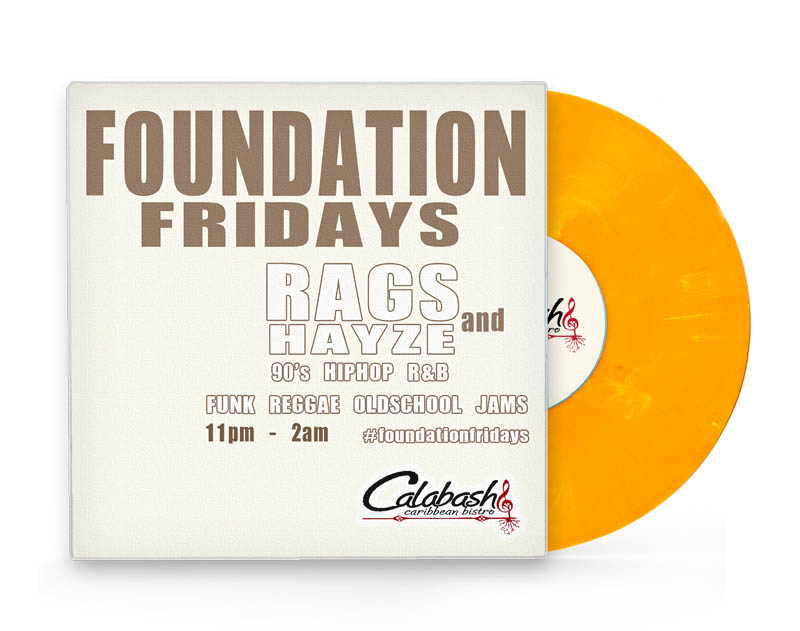 FOUNDATION
FRIDAYS
RAGS
and
HAYZE
90's HIPHOP R&B
FUNK REGGAE OLDSCHOOL JAMS
11pm - 2am #foundationfridays
Calabash
caribbean bistro